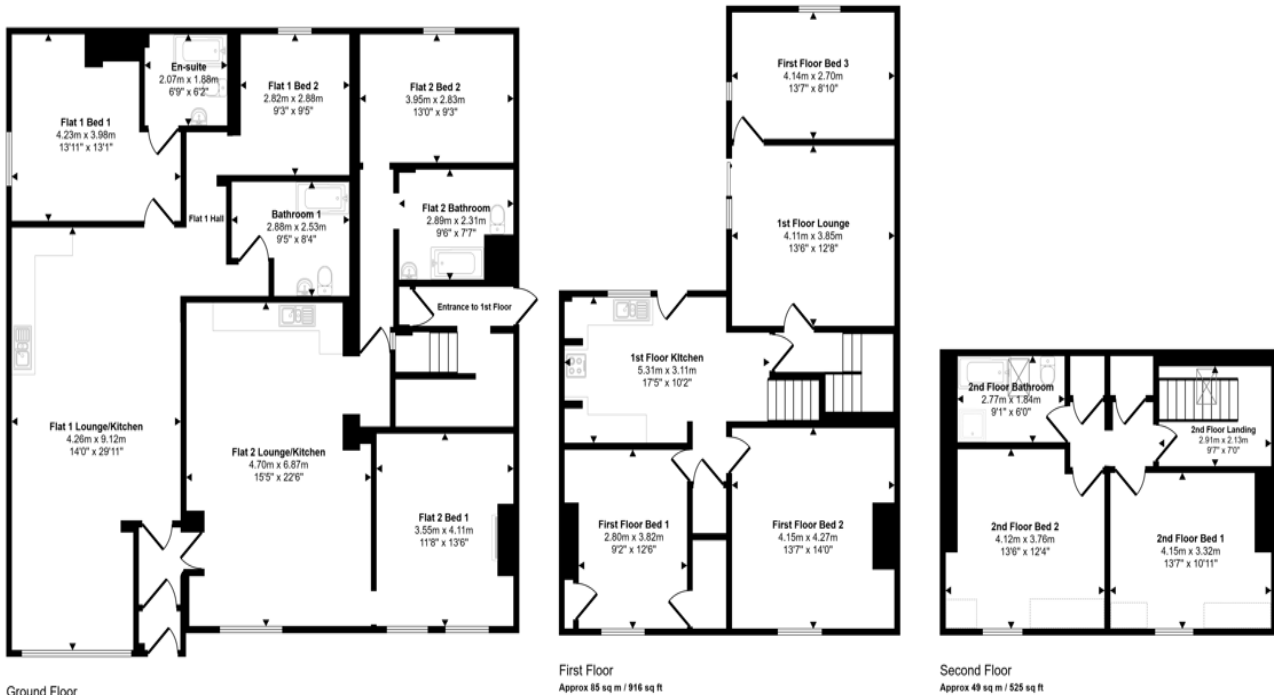 Flat 1 Bed 1
4.23m x 3.98m
13'11" x 13'1"
En-suite
2.07m x 1.88m
6'9" x 6'2"
Flat 1 Bed 2
2.82m x 2.88m
9'3" x 9'5"
Flat 2 Bed 2
3.95m x 2.83m
13'0" x 9'3"
Flat 1 Hall
Bathroom 1
2.88m x 2.53m
9'5" x 8'4"
Flat 2 Bathroom
2.89m x 2.31m
9'6" x 7'7"
Entrance to 1st Floor
Flat 1 Lounge/Kitchen
4.26m x 9.12m
14'0" x 29'11"
Flat 2 Lounge/Kitchen
4.70m x 6.87m
15'5" x 22'6"
Flat 2 Bed 1
3.55m x 4.11m
11'8" x 13'6"
Ground Floor
First Floor Bed 3
4.14m x 2.70m
13'7" x 8'10"
1st Floor Lounge
4.11m x 3.85m
13'6" x 12'8"
1st Floor Kitchen
5.31m x 3.11m
17'5" x 10'2"
First Floor Bed 1
2.80m x 3.82m
9'2" x 12'6"
First Floor Bed 2
4.15m x 4.27m
13'7" x 14'0"
First Floor
Approx 85 sq m / 916 sq ft
2nd Floor Bathroom
2.77m x 1.84m
9'1" x 6'0"
2nd Floor Landing
2.91m x 2.13m
9'7" x 7'0"
2nd Floor Bed 2
4.12m x 3.76m
13'6" x 12'4"
2nd Floor Bed 1
4.15m x 3.32m
13'7" x 10'11"
Second Floor
Approx 49 sq m / 525 sq ft